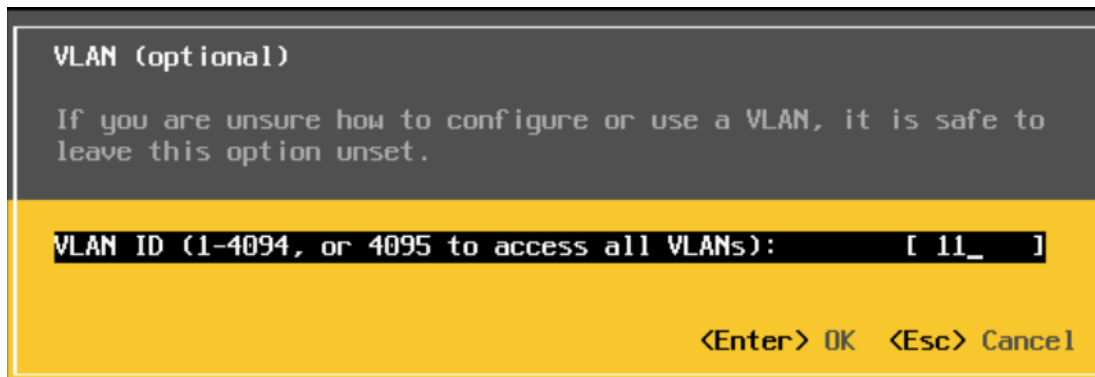 VLAN (optional)
If you are unsure how to configure or use a VLAN, it is safe to
leave this option unset.
VLAN ID (1-4094, or 4095 to access all VLANs): [ 11_ ]
<Enter> OK <Esc> Cancel